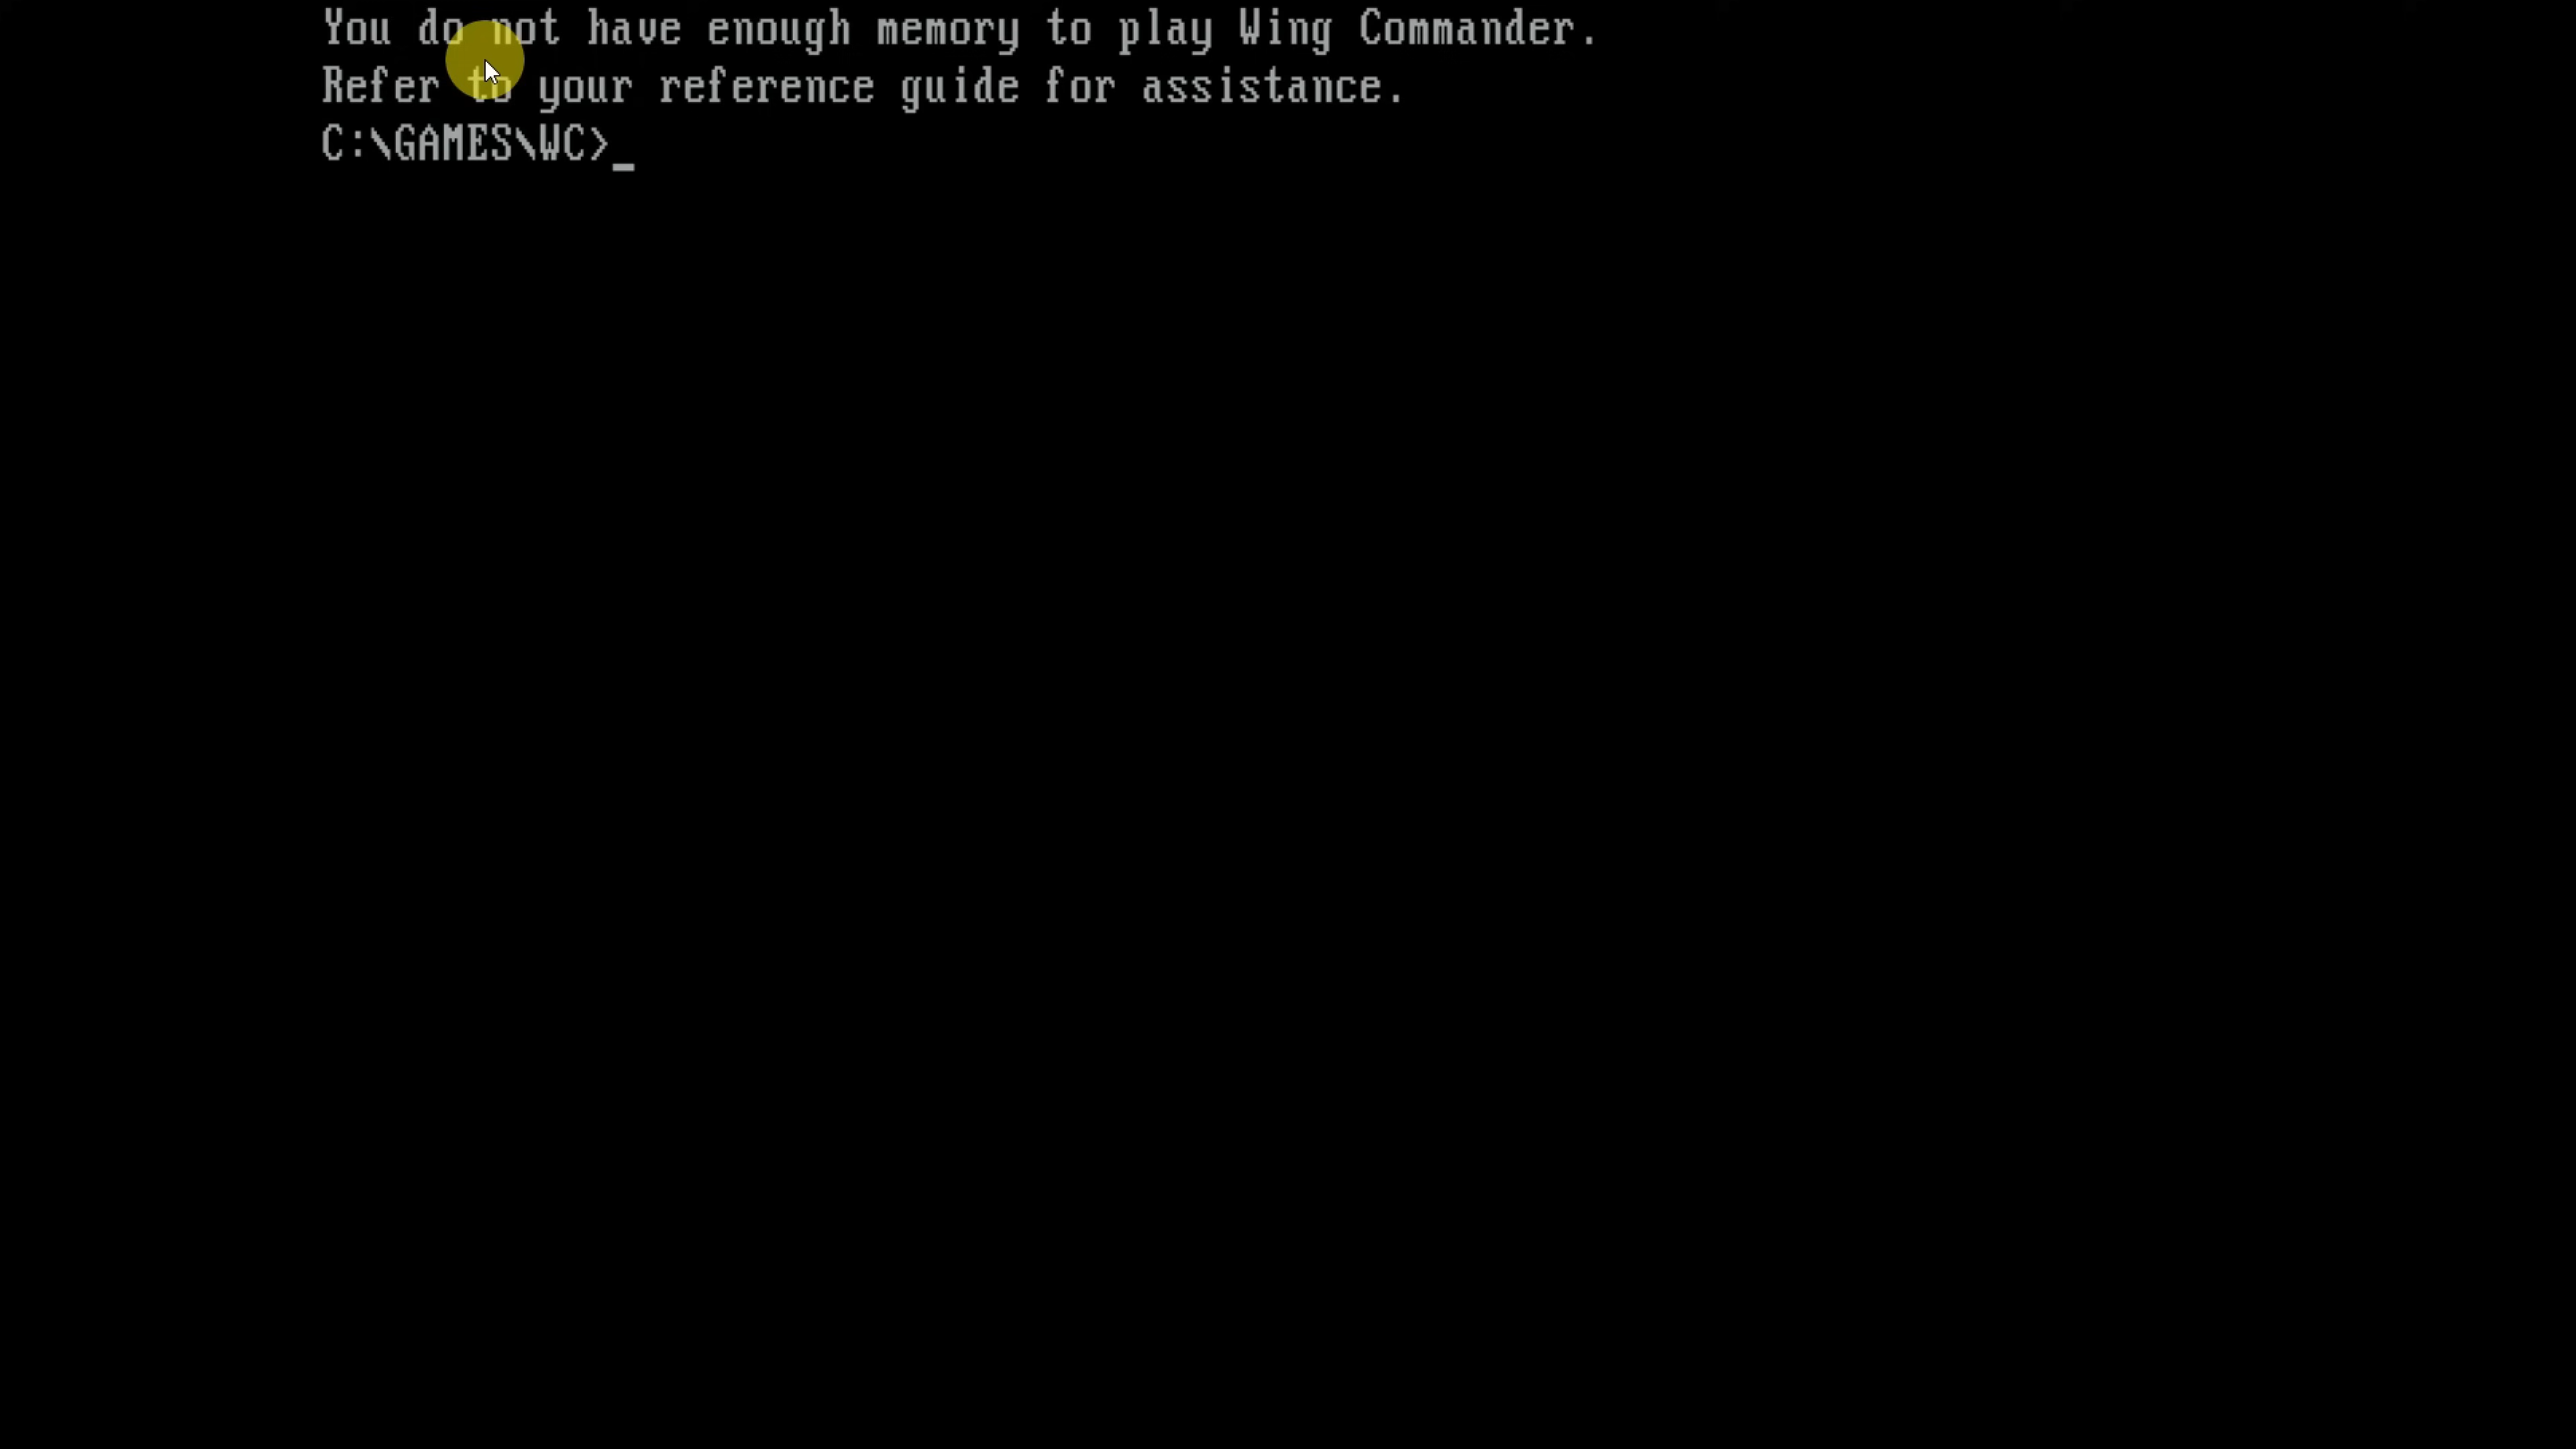 You do not have enough memory to play Wing Commander.
Refer to your reference guide for assistance.
C:\GAMES\WC>_